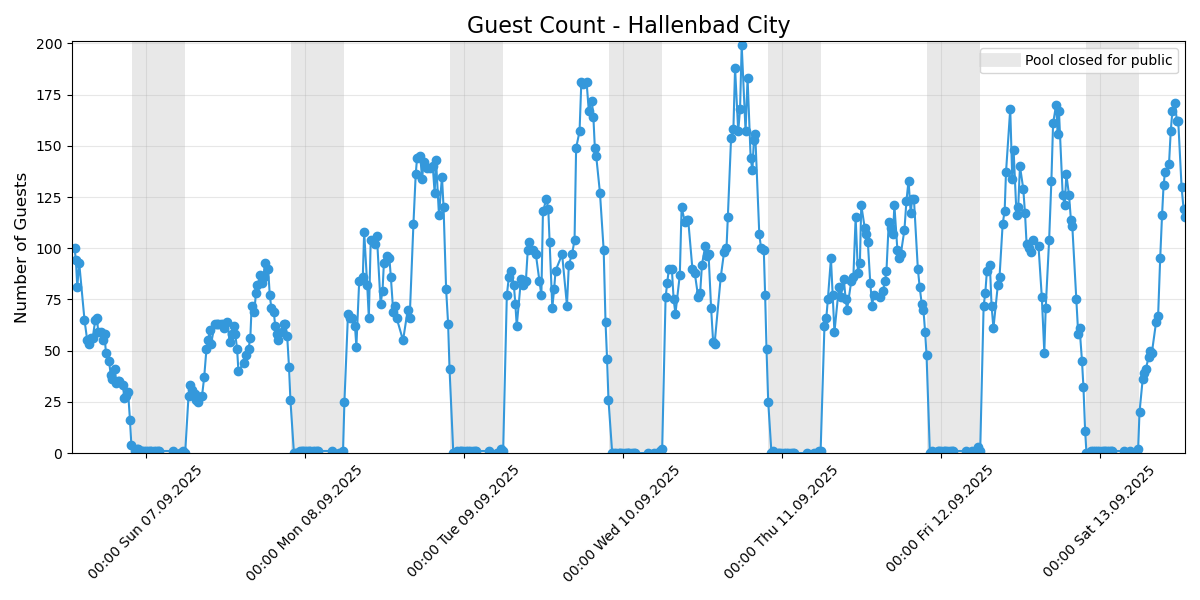 Guest Count - Hallenbad City
Pool closed for public
Number of Guests
200
175
150
125
100
75
50
25
0
00:00 Sun 07.09.2025
00:00 Mon 08.09.2025
00:00 Tue 09.09.2025
00:00 Wed 10.09.2025
00:00 Thu 11.09.2025
00:00 Fri 12.09.2025
00:00 Sat 13.09.2025